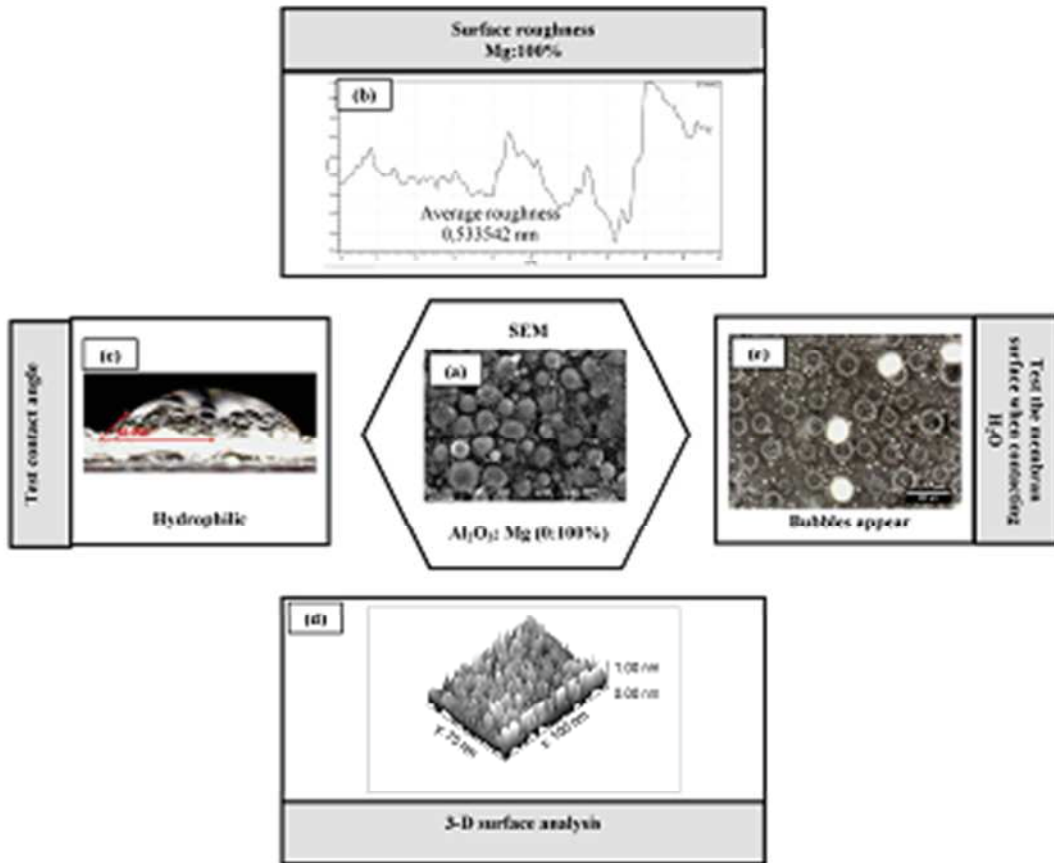 Surface roughness
Mg:100%
(b)
Average roughness
0,533542 nm
Test contact angle
(c)
Hydrophilic
SEM
(a)
Al₂O₃: Mg (0:100%)
(e)
Bubbles appear
Test the membran
surface when contacting
H₂O
(d)
1.00 nm
0.00 nm
Y: 75 nm
X: 100 nm
3-D surface analysis